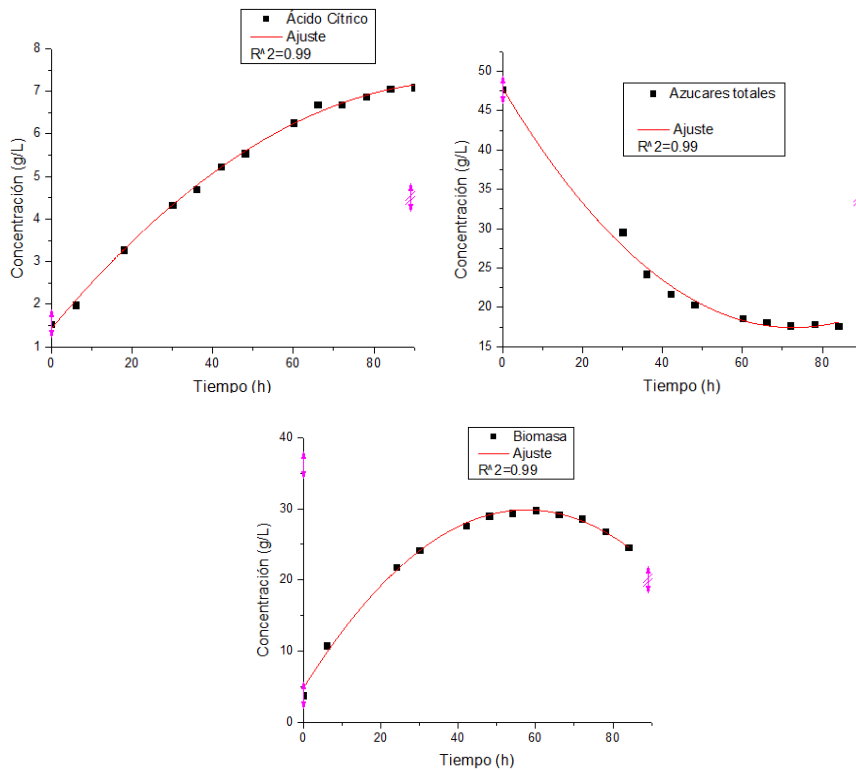 Ácido Cítrico
Ajuste
R^2=0.99
8
7
6
5
4
3
2
1
0
20
40
60
80
Concentración (g/L)
Tiempo (h)
Azucares totales
Ajuste
R^2=0.99
50
45
40
35
30
25
20
15
0
20
40
60
80
Concentración (g/L)
Tiempo (h)
Biomasa
Ajuste
R^2=0.99
40
30
20
10
0
0
20
40
60
80
Concentración (g/L)
Tiempo (h)